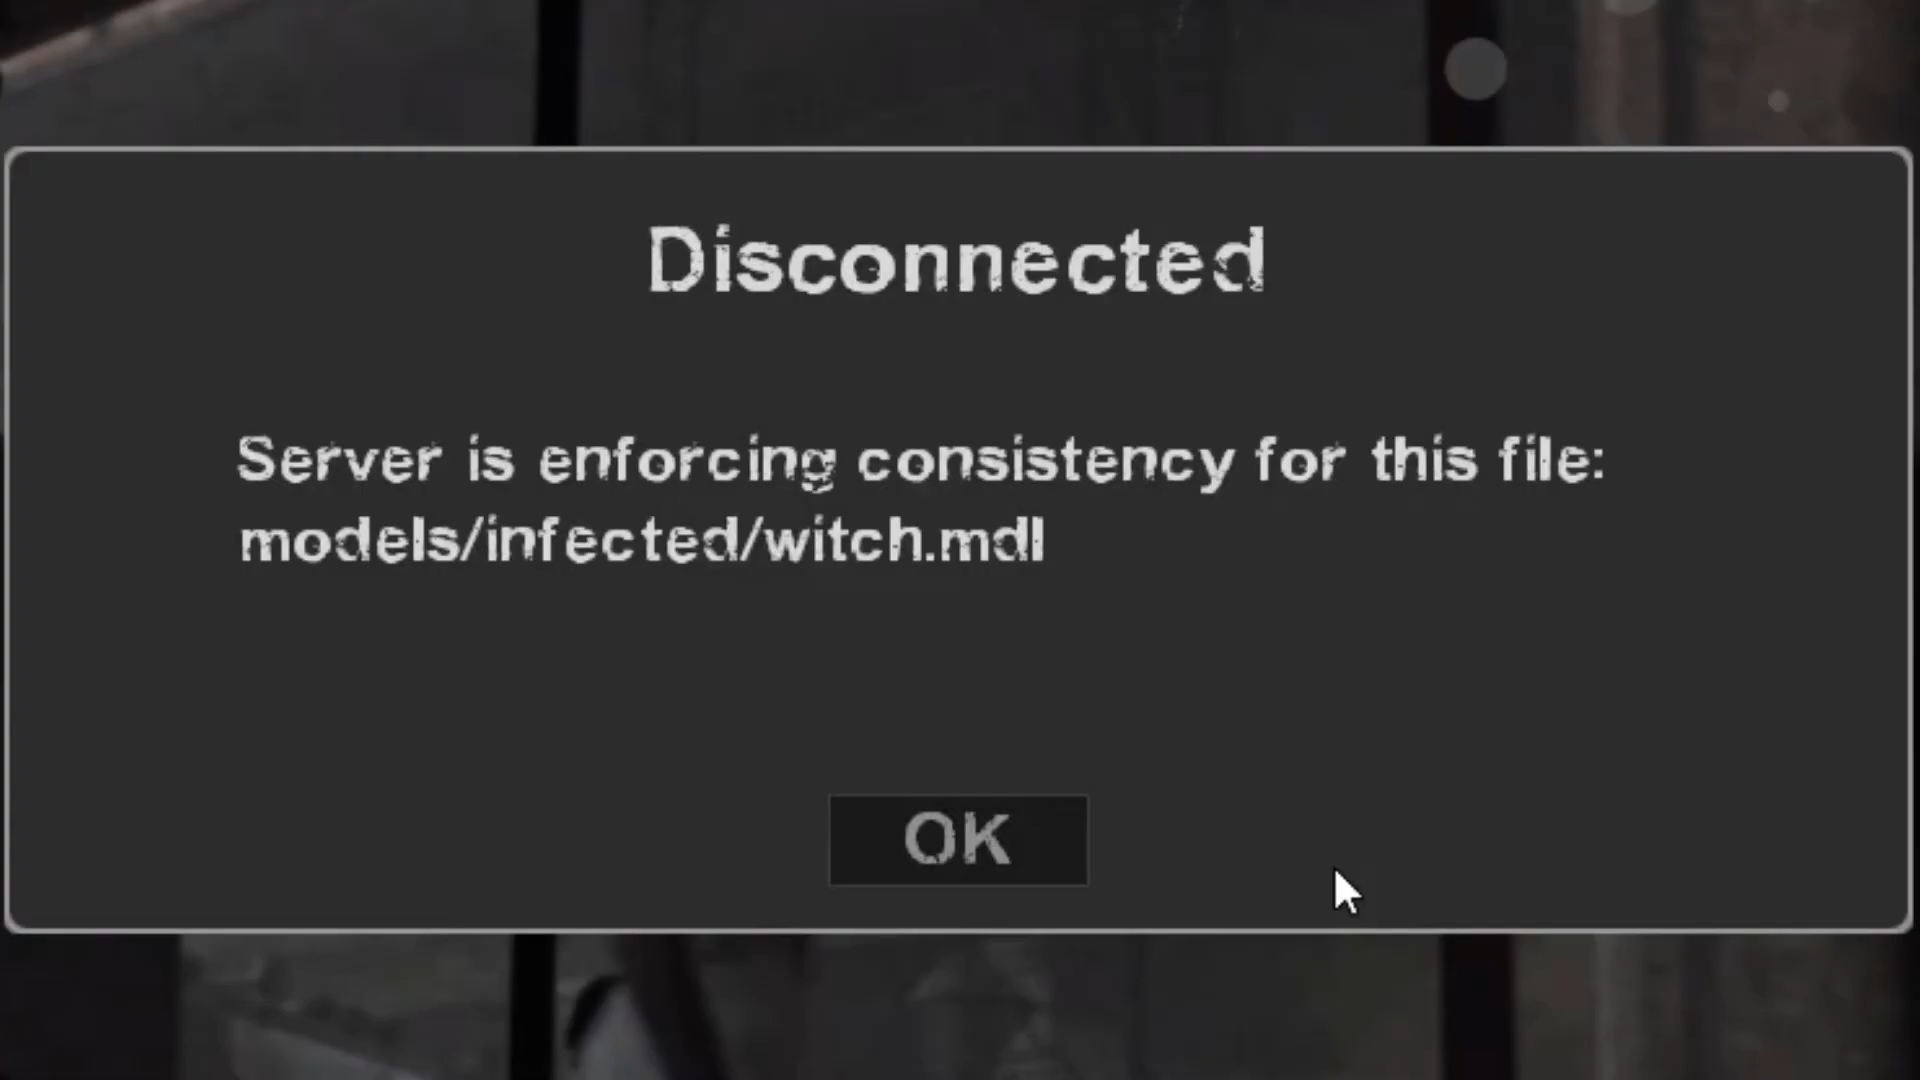 Disconnected
Server is enforcing consistency for this file:
models/infected/witch.mdl
OK